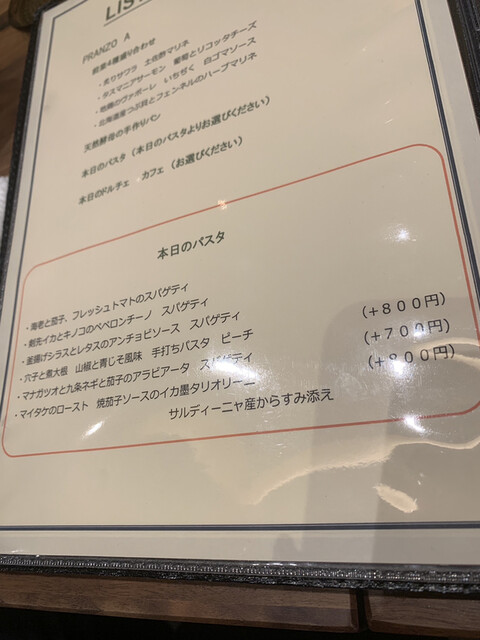 LIS
PRANZO A
前菜4種盛り合わせ
・炙りサワラ 土佐酢マリネ
・タスマニアサーモン 葡萄とリコッタチーズ
・地鶏のヴァポーレ いちぢく 白ゴマソース
・北海道産つぶ貝とフェンネルのハーブマリネ
天然酵母の手作りパン
本日のパスタ（本日のパスタよりお選びください）
本日のドルチェ カフェ（お選びください）
本日のパスタ
・海老と茄子、フレッシュトマトのスパゲティ
・剣先イカとキノコのペペロンチーノ スパゲティ
・釜揚げシラスとレタスのアンチョビソース スパゲティ
・穴子と煮大根 山椒と青じそ風味 手打ちパスタ ピーチ (+800円)
・マナガツオと九条ネギと茄子のアラビアータ スパゲティ (+700円)
・マイタケのロースト 焼茄子ソースのイカ墨タリオリーニ (+800円)
サルディーニャ産からすみ添え